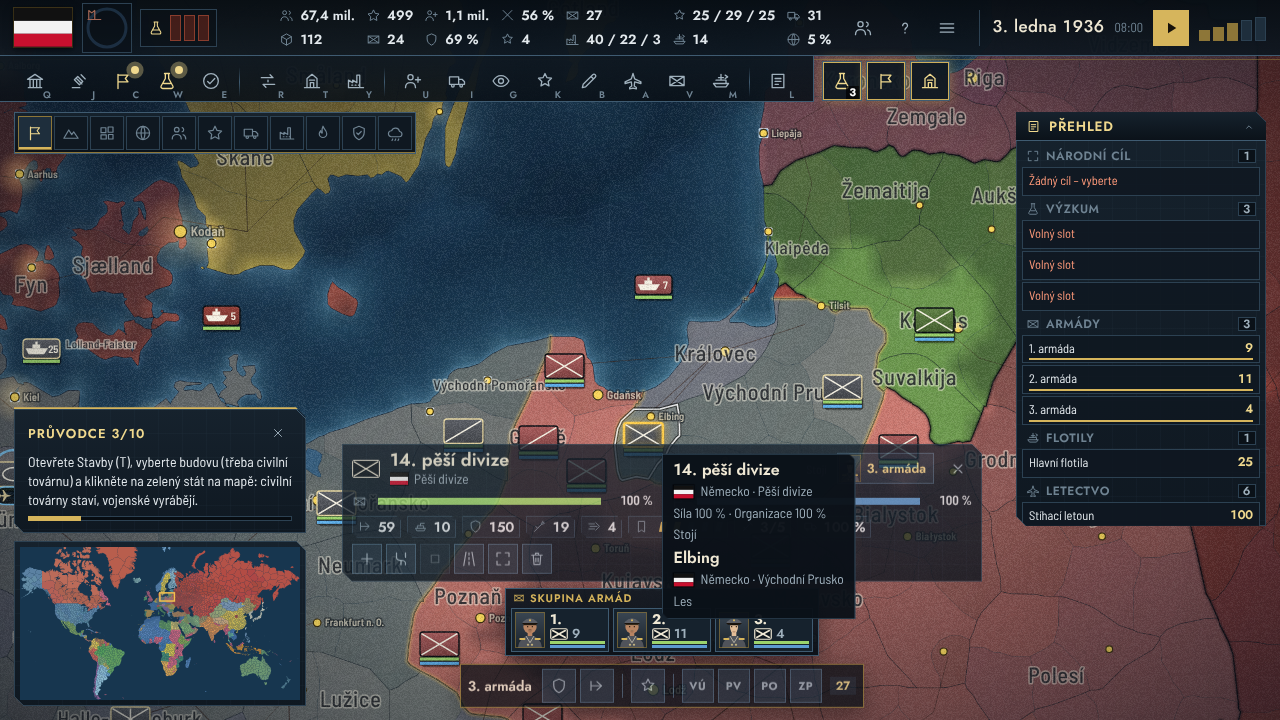 67,4 mil. 499 1,1 mil. 56 % 27 25 / 29 / 25 31
112 24 69 % 4 40 / 22 / 3 14 5 %
?
3. ledna 1936 08:00
Q J C W E R T Y U I G K B A V M L
3
Riga
Zemgale
Liepāja
Skåne
Aarhus
Kodaň
Sjælland
Fyn
Lolland-Falster
Kiel
Žemaitija
Klaipėda
Tilsit
Suvalkija
Královec
Východní Pomořansko
Gdaňsk
Elbing
Toruń
Poznaň
Frankfurt n. O.
Lužice
Polesí
Białystok
5
25
7
PŘEHLED
NÁRODNÍ CÍL 1
Žádný cíl – vyberte
VÝZKUM 3
Volný slot
Volný slot
Volný slot
ARMÁDY 3
1. armáda 9
2. armáda 11
3. armáda 4
FLOTILY 1
Hlavní flotila 25
LETECTVO 6
Stíhací letoun 100
PRŮVODCE 3/10
Otevřete Stavby (T), vyberte budovu (třeba civilní
továrnu) a klikněte na zelený stát na mapě: civilní
továrny staví, vojenské vyrábějí.
14. pěší divize
Pěší divize
3. armáda
100 %
100 %
59 10 150 19 4
14. pěší divize
Německo · Pěší divize
Síla 100 % · Organizace 100 %
Stojí
Elbing
Německo · Východní Prusko
Les
SKUPINA ARMÁD
1. 9
2. 11
3. 4
3. armáda
VÚ PV PO ZP 27